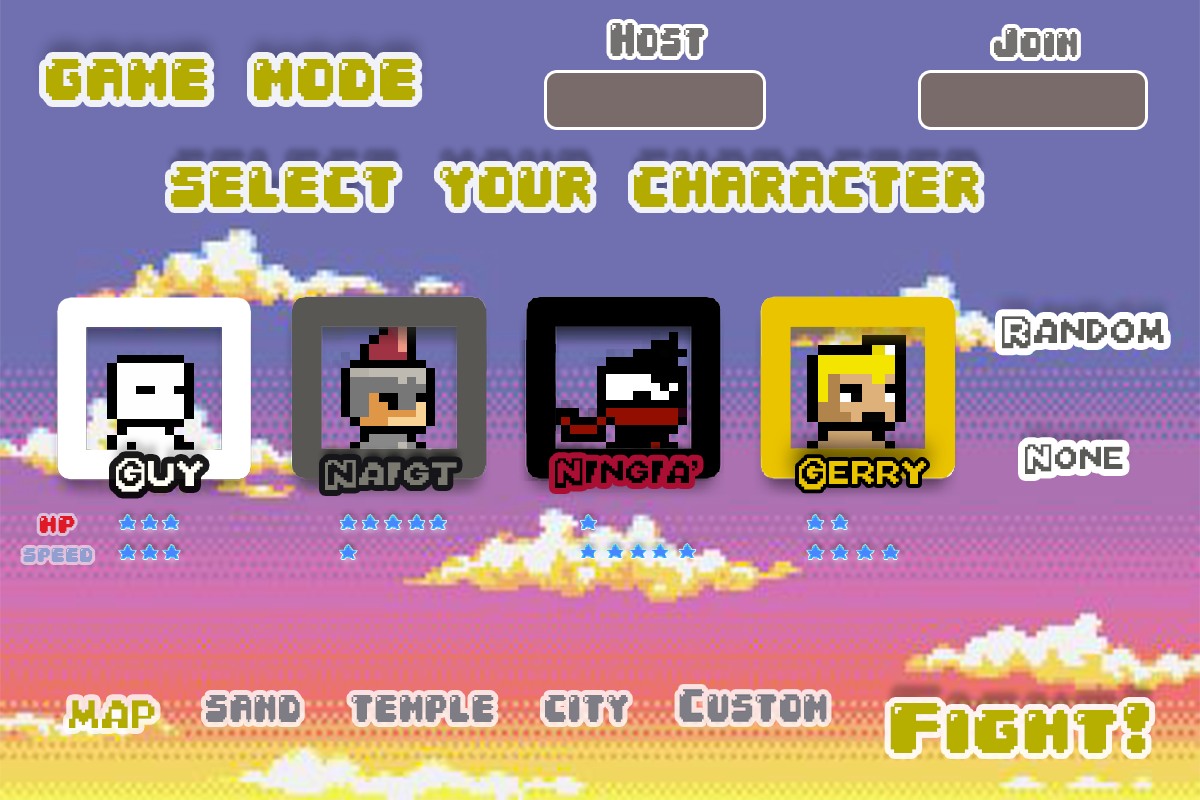 GAME MODE
HOST
JOIN
SELECT YOUR CHARACTER
RANDOM
NONE
GUY
NAIGT
NINGIA'
GERRY
HP
SPEED
MAP
SAND
TEMPLE
CITY
CUSTOM
FIGHT!